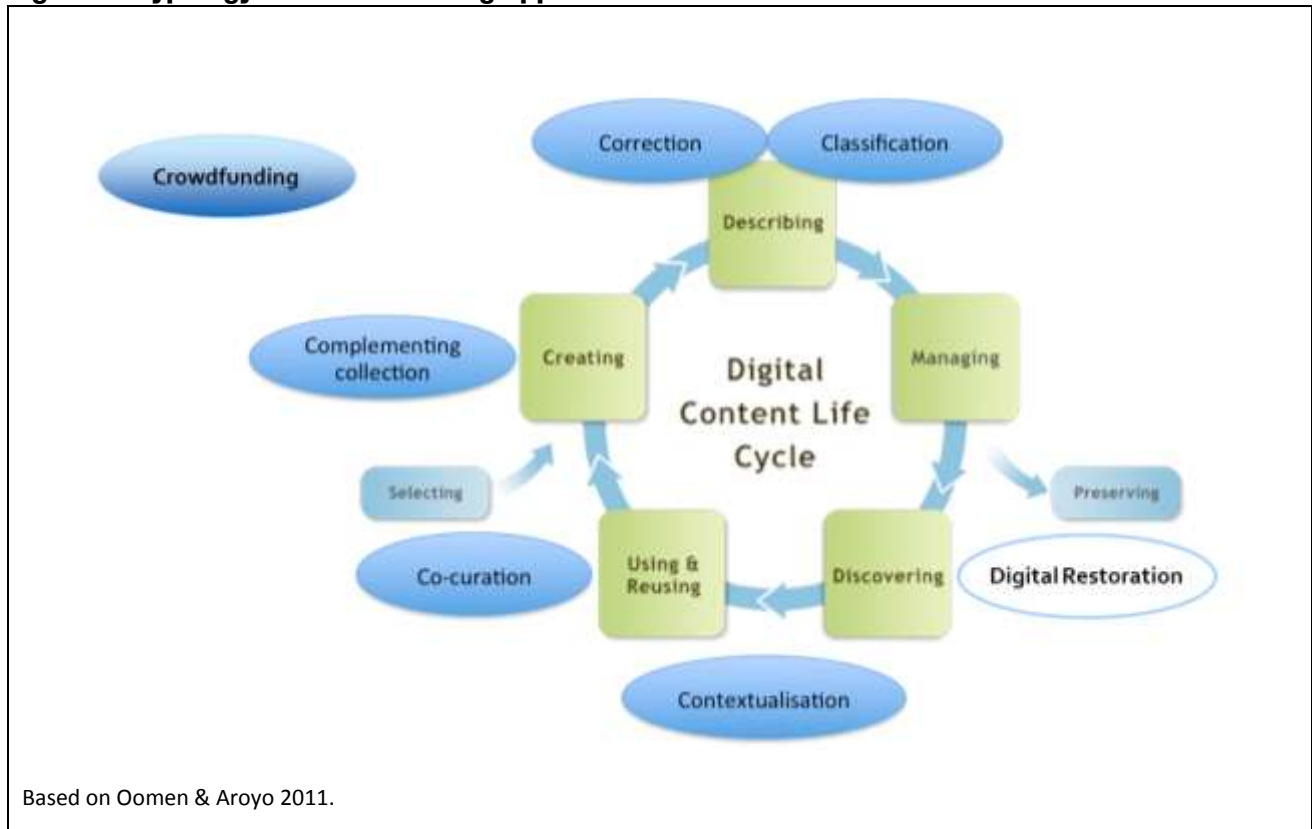 Correction
Classification
Crowdfunding
Describing
Complementing
collection
Creating
Digital
Content Life
Cycle
Managing
Selecting
Preserving
Co-curation
Using &
Reusing
Discovering
Digital Restoration
Contextualisation
Based on Oomen & Aroyo 2011.